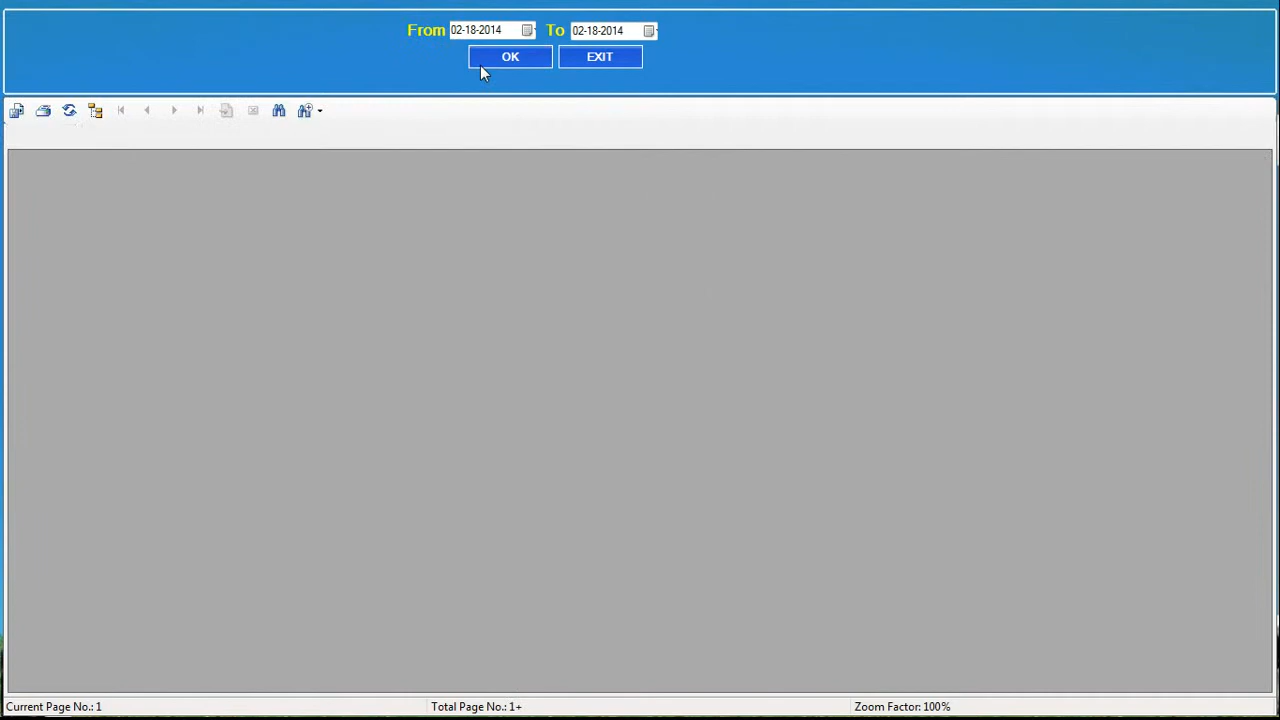 From 02-18-2014 To 02-18-2014
OK EXIT
Current Page No.: 1 Total Page No.: 1+ Zoom Factor: 100%